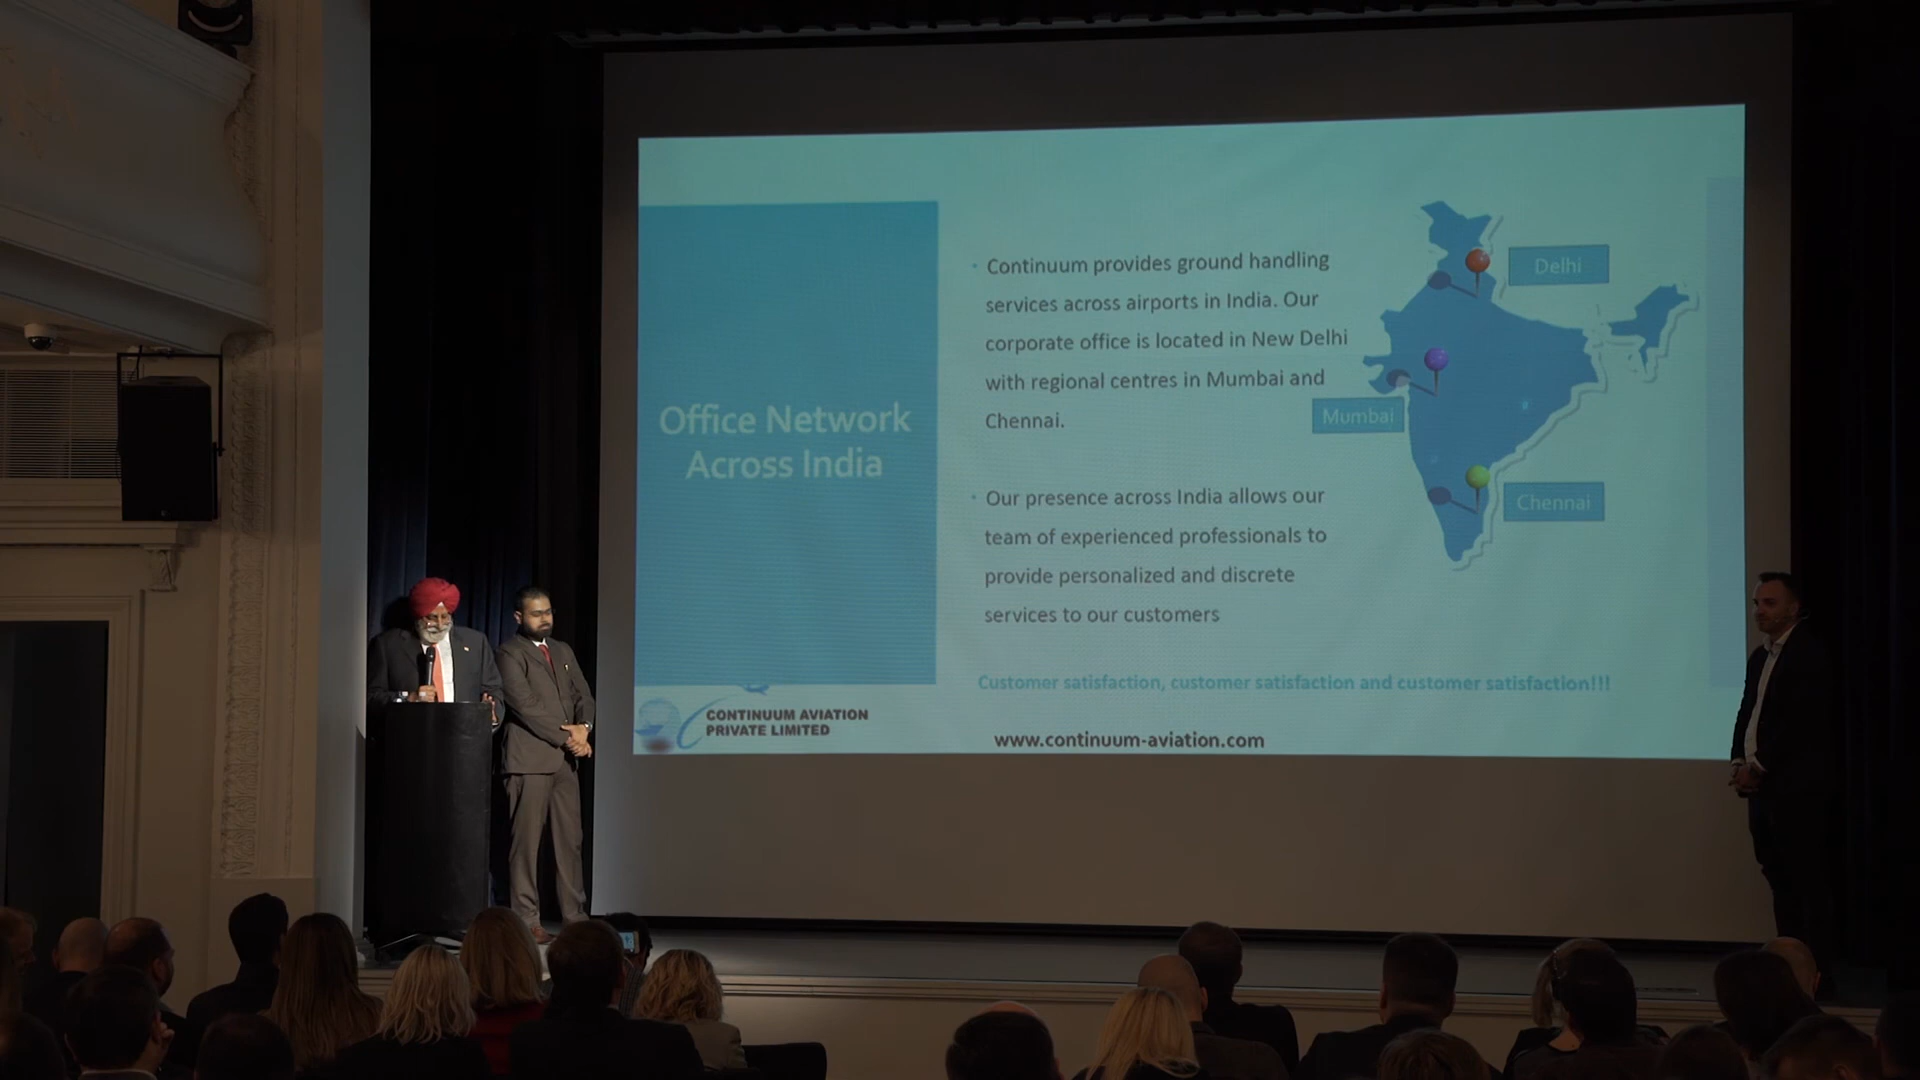 Office Network
Across India
Continuum provides ground handling
services across airports in India. Our
corporate office is located in New Delhi
with regional centres in Mumbai and
Chennai.
Our presence across India allows our
team of experienced professionals to
provide personalized and discrete
services to our customers
Delhi
Mumbai
Chennai
Customer satisfaction, customer satisfaction and customer satisfaction!!!
CONTINUUM AVIATION
PRIVATE LIMITED
www.continuum-aviation.com